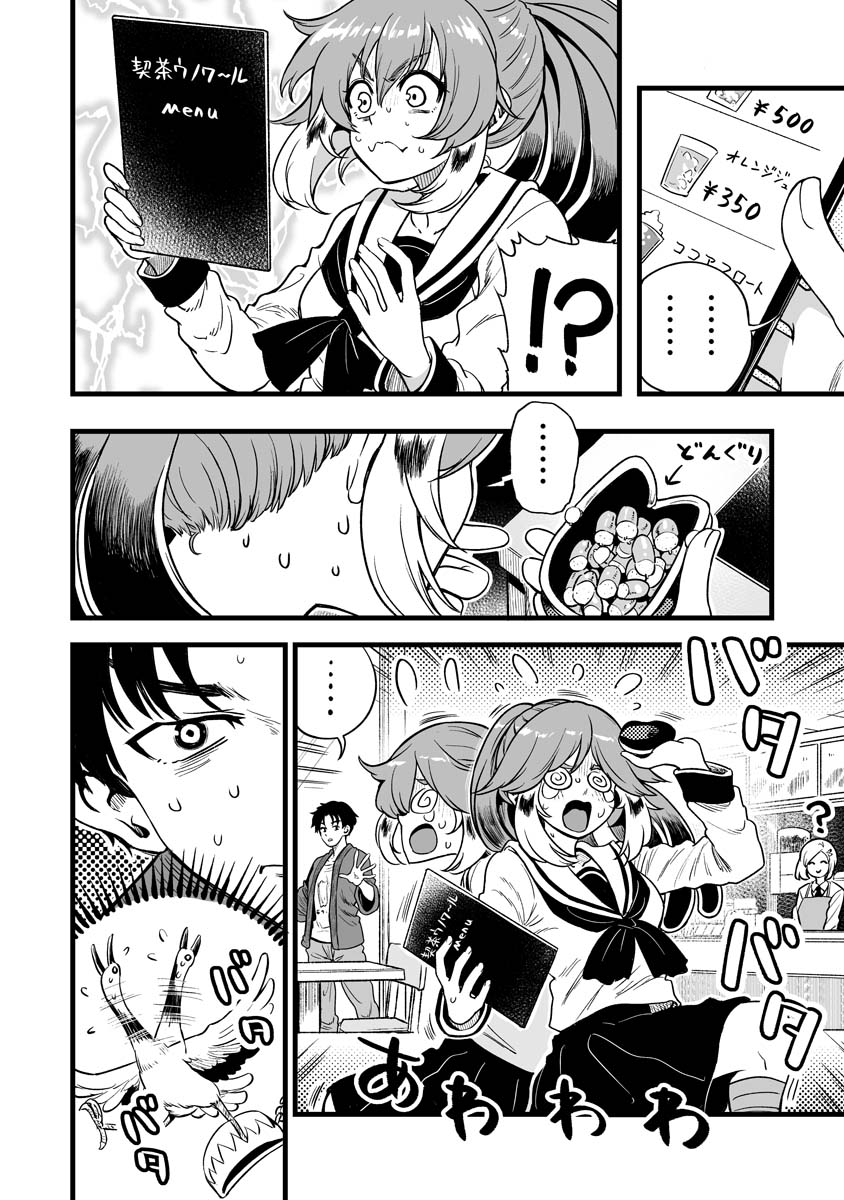 ¥500
オレンジジュ
¥350
ココアフロート
……
……
契茶ウノワ～ル
menu
!?
どんぐり
……
バタ
バタ
……
?
契茶ウノワール
menu
あわわわ
バタ
バタ